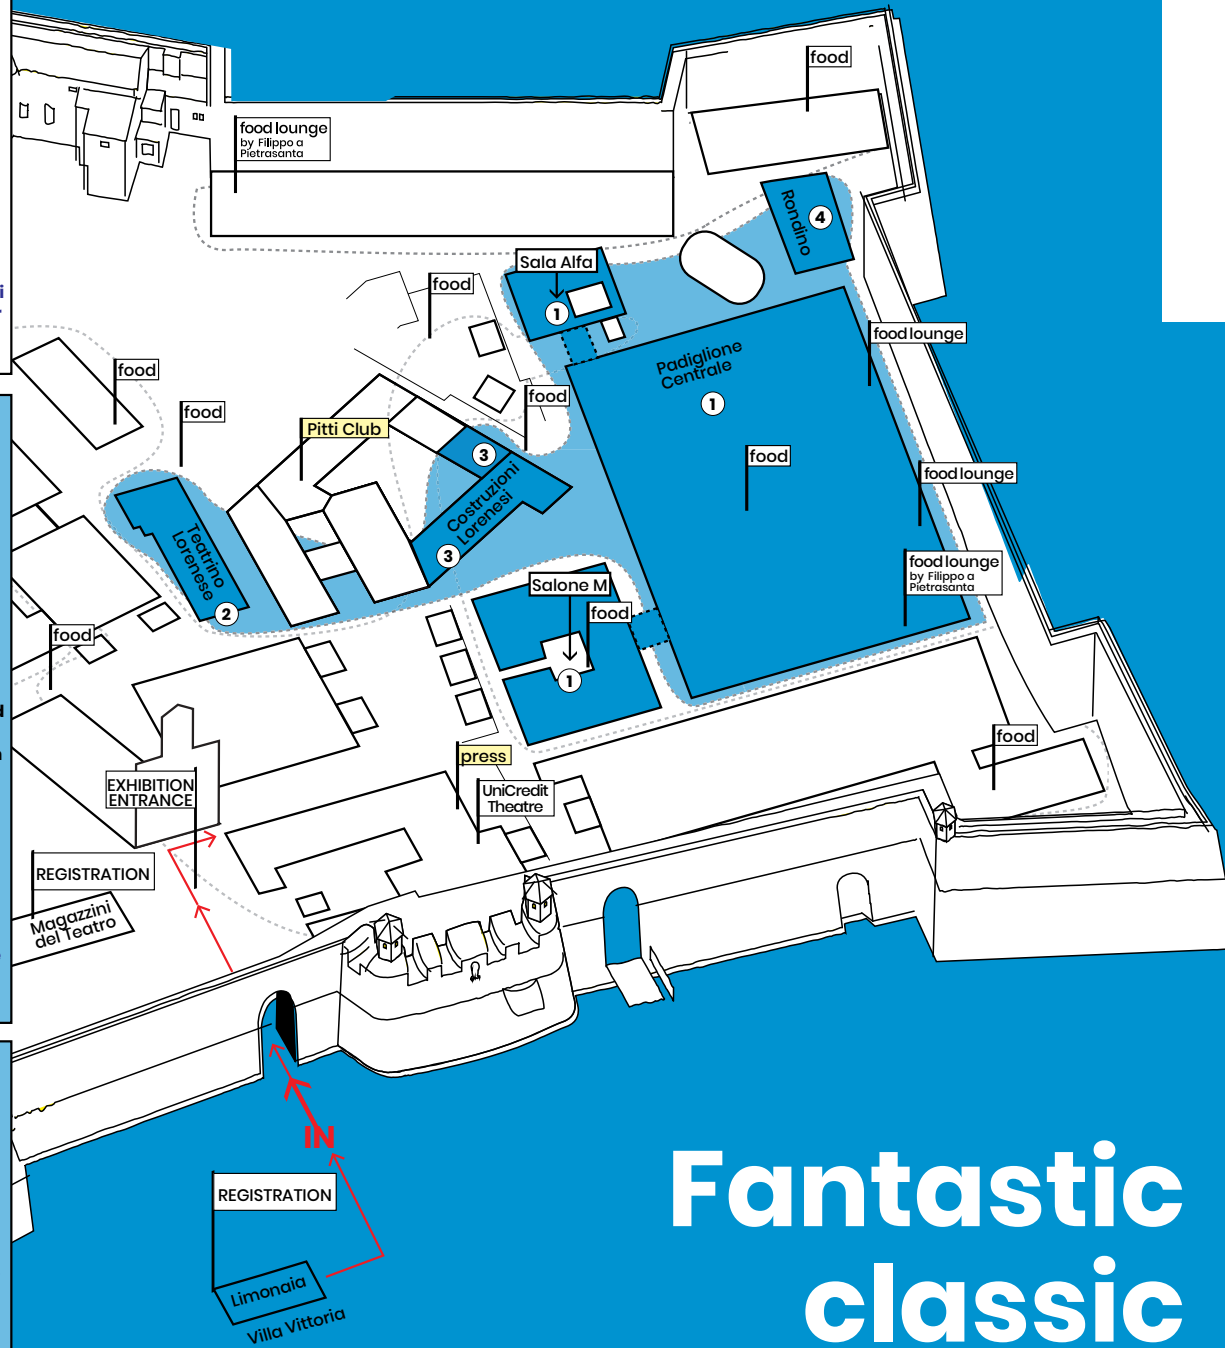 food
food lounge
by Filippo a
Pietrasanta
Rondino
4
Sala Alfa
1
food
i
food lounge
Padiglione
Centrale
1
food
food
food
Pitti Club
3
food
food lounge
Costruzioni
Lorenesi
3
Teatrino
Lorenese
2
food lounge
by Filippo a
Pietrasanta
Salone M
food
1
food
d
press
food
UniCredit
Theatre
EXHIBITION
ENTRANCE
REGISTRATION
Magazzini
del Teatro
IN
REGISTRATION
Limonaia
Villa Vittoria
Fantastic
classic